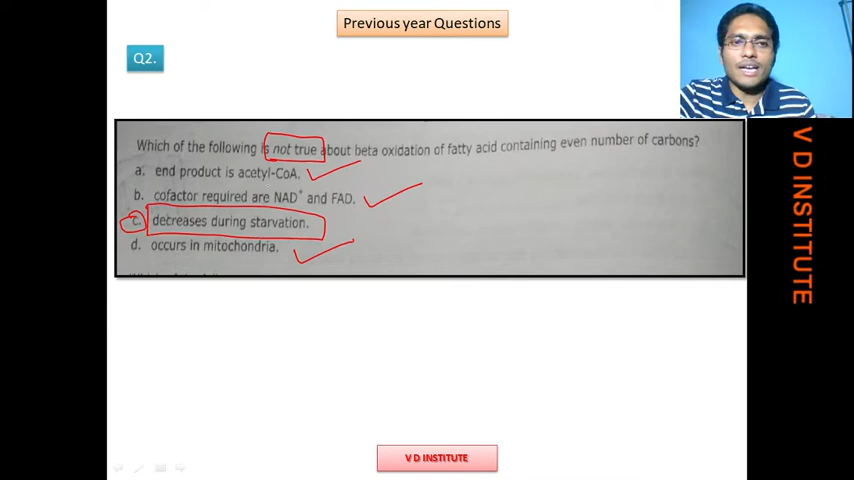 Previous year Questions
Q2.
Which of the following is not true about beta oxidation of fatty acid containing even number of carbons?
a. end product is acetyl-CoA.
b. cofactor required are NAD⁺ and FAD.
c. decreases during starvation.
d. occurs in mitochondria.
V D INSTITUTE
V D INSTITUTE